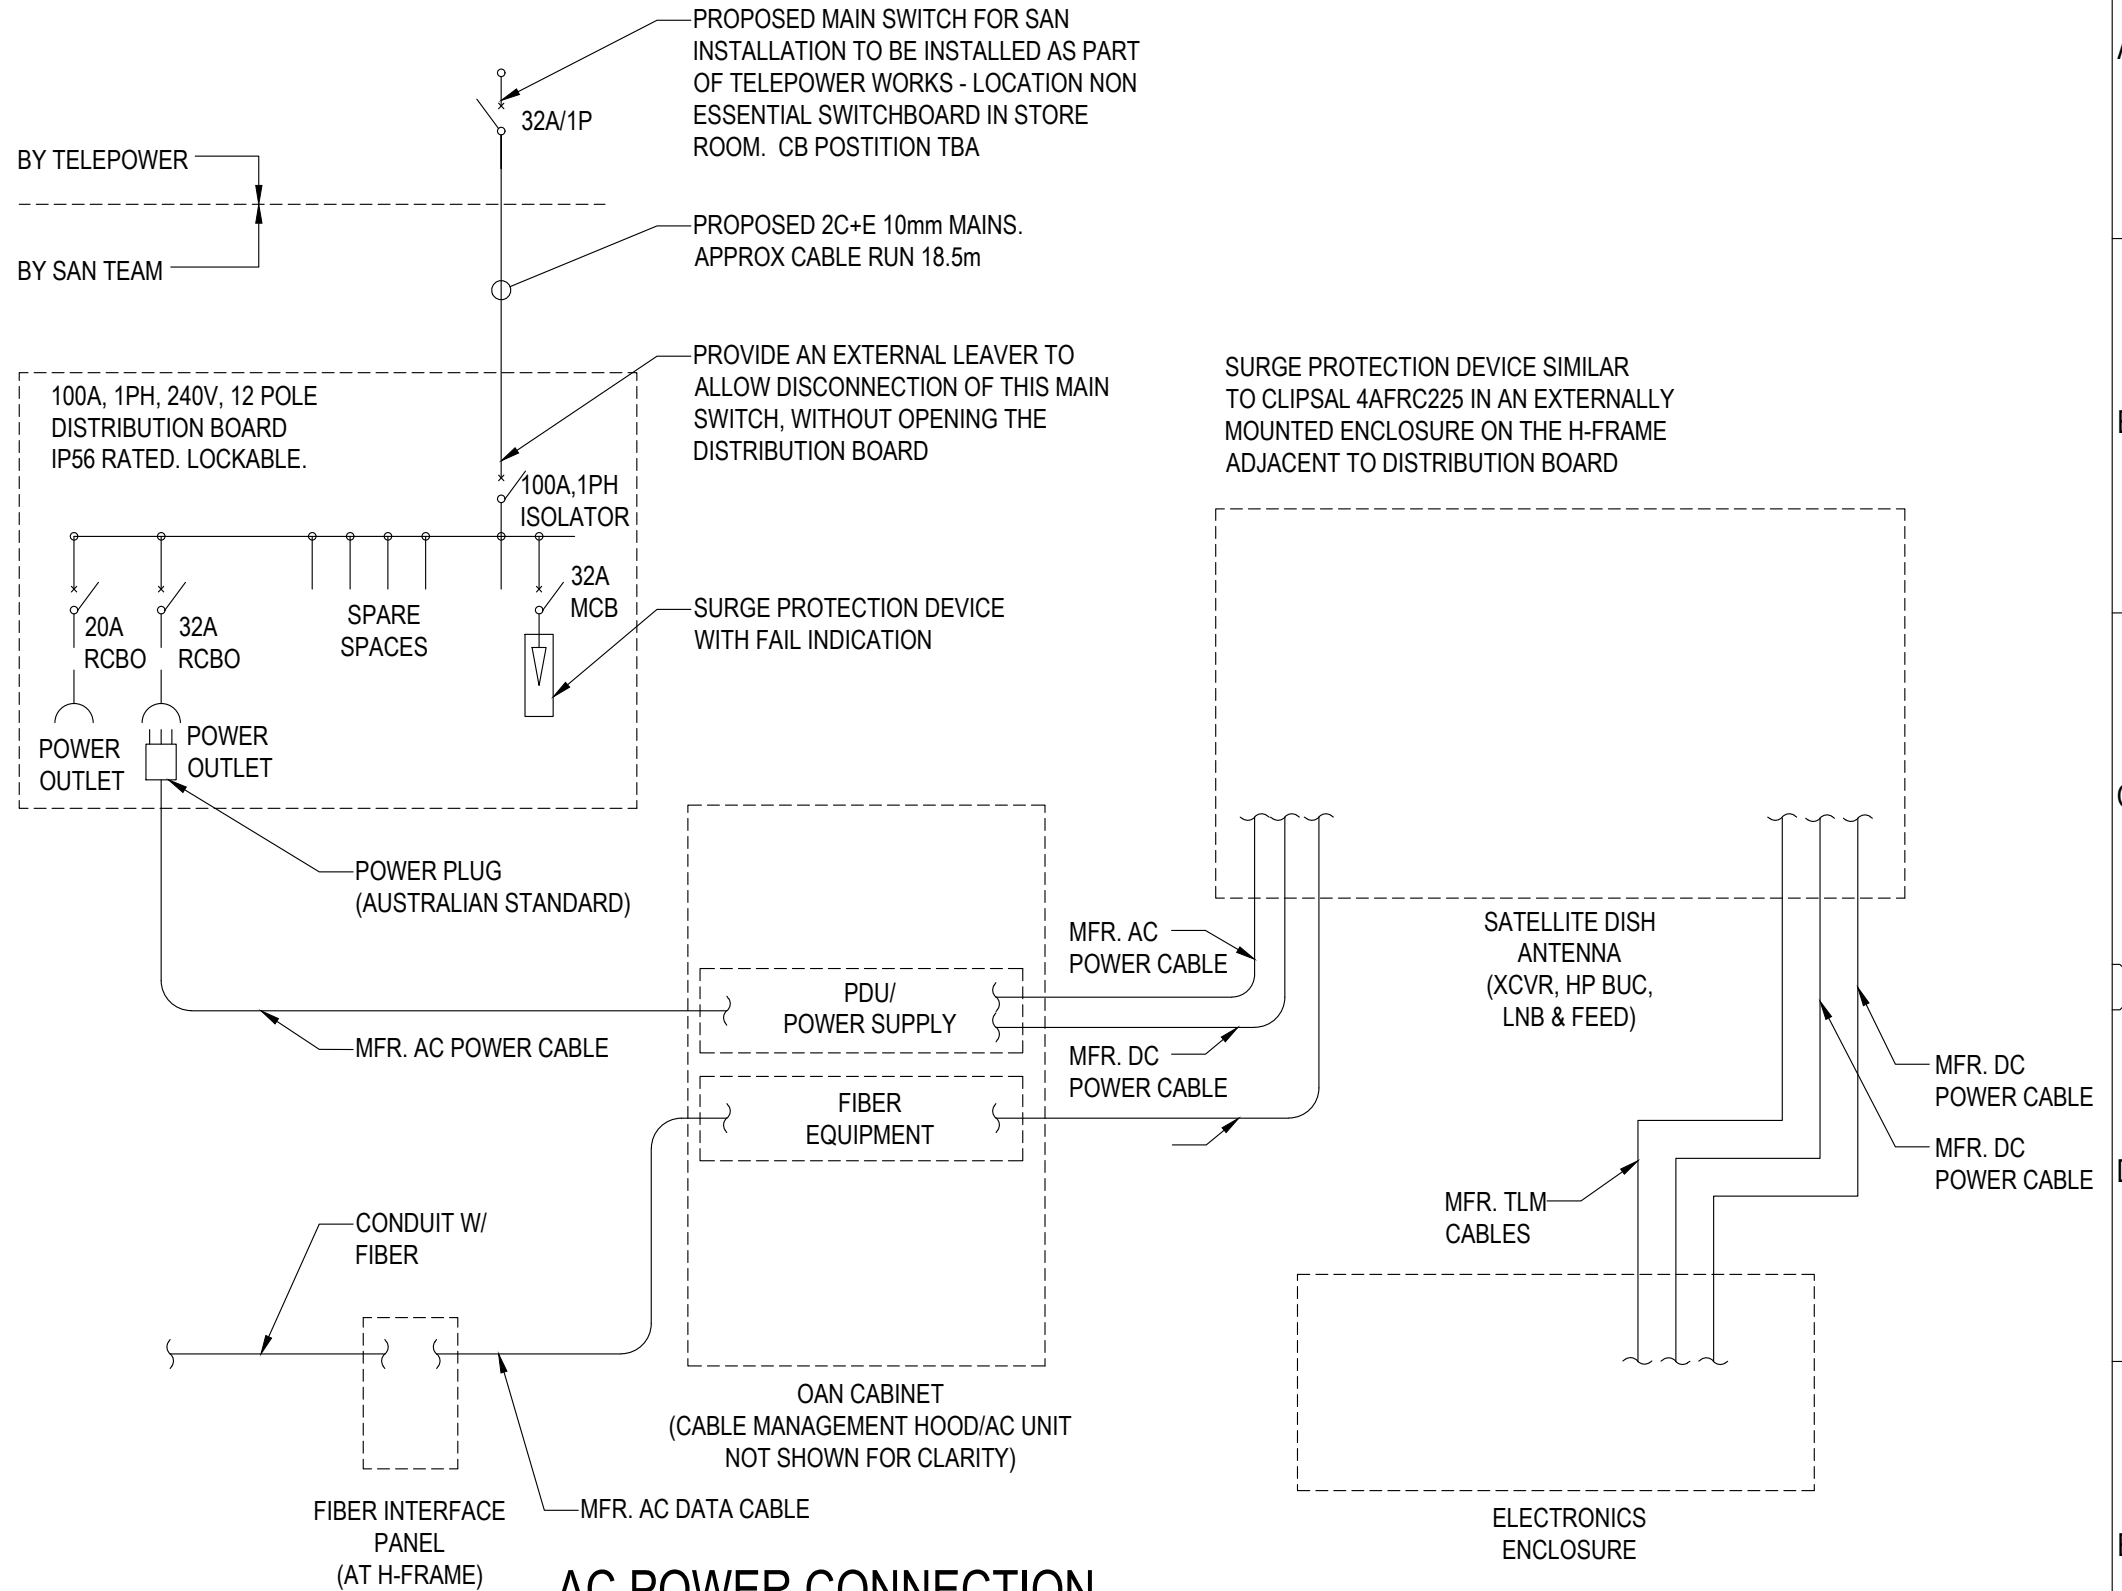 PROPOSED MAIN SWITCH FOR SAN
INSTALLATION TO BE INSTALLED AS PART
OF TELEPOWER WORKS - LOCATION NON
ESSENTIAL SWITCHBOARD IN STORE
ROOM. CB POSTITION TBA
32A/1P
BY TELEPOWER
BY SAN TEAM
PROPOSED 2C+E 10mm MAINS.
APPROX CABLE RUN 18.5m
PROVIDE AN EXTERNAL LEAVER TO
ALLOW DISCONNECTION OF THIS MAIN
SWITCH, WITHOUT OPENING THE
DISTRIBUTION BOARD
SURGE PROTECTION DEVICE SIMILAR
TO CLIPSAL 4AFRC225 IN AN EXTERNALLY
MOUNTED ENCLOSURE ON THE H-FRAME
ADJACENT TO DISTRIBUTION BOARD
100A, 1PH, 240V, 12 POLE
DISTRIBUTION BOARD
IP56 RATED. LOCKABLE.
100A,1PH
ISOLATOR
32A
MCB
SURGE PROTECTION DEVICE
WITH FAIL INDICATION
20A
RCBO
32A
RCBO
SPARE
SPACES
POWER
OUTLET
POWER
OUTLET
POWER PLUG
(AUSTRALIAN STANDARD)
MFR. AC
POWER CABLE
SATELLITE DISH
ANTENNA
(XCVR, HP BUC,
LNB & FEED)
PDU/
POWER SUPPLY
MFR. AC POWER CABLE
MFR. DC
POWER CABLE
MFR. DC
POWER CABLE
MFR. DC
POWER CABLE
FIBER
EQUIPMENT
MFR. TLM
CABLES
CONDUIT W/
FIBER
OAN CABINET
(CABLE MANAGEMENT HOOD/AC UNIT
NOT SHOWN FOR CLARITY)
MFR. AC DATA CABLE
FIBER INTERFACE
PANEL
(AT H-FRAME)
ELECTRONICS
ENCLOSURE
AC POWER CONNECTION